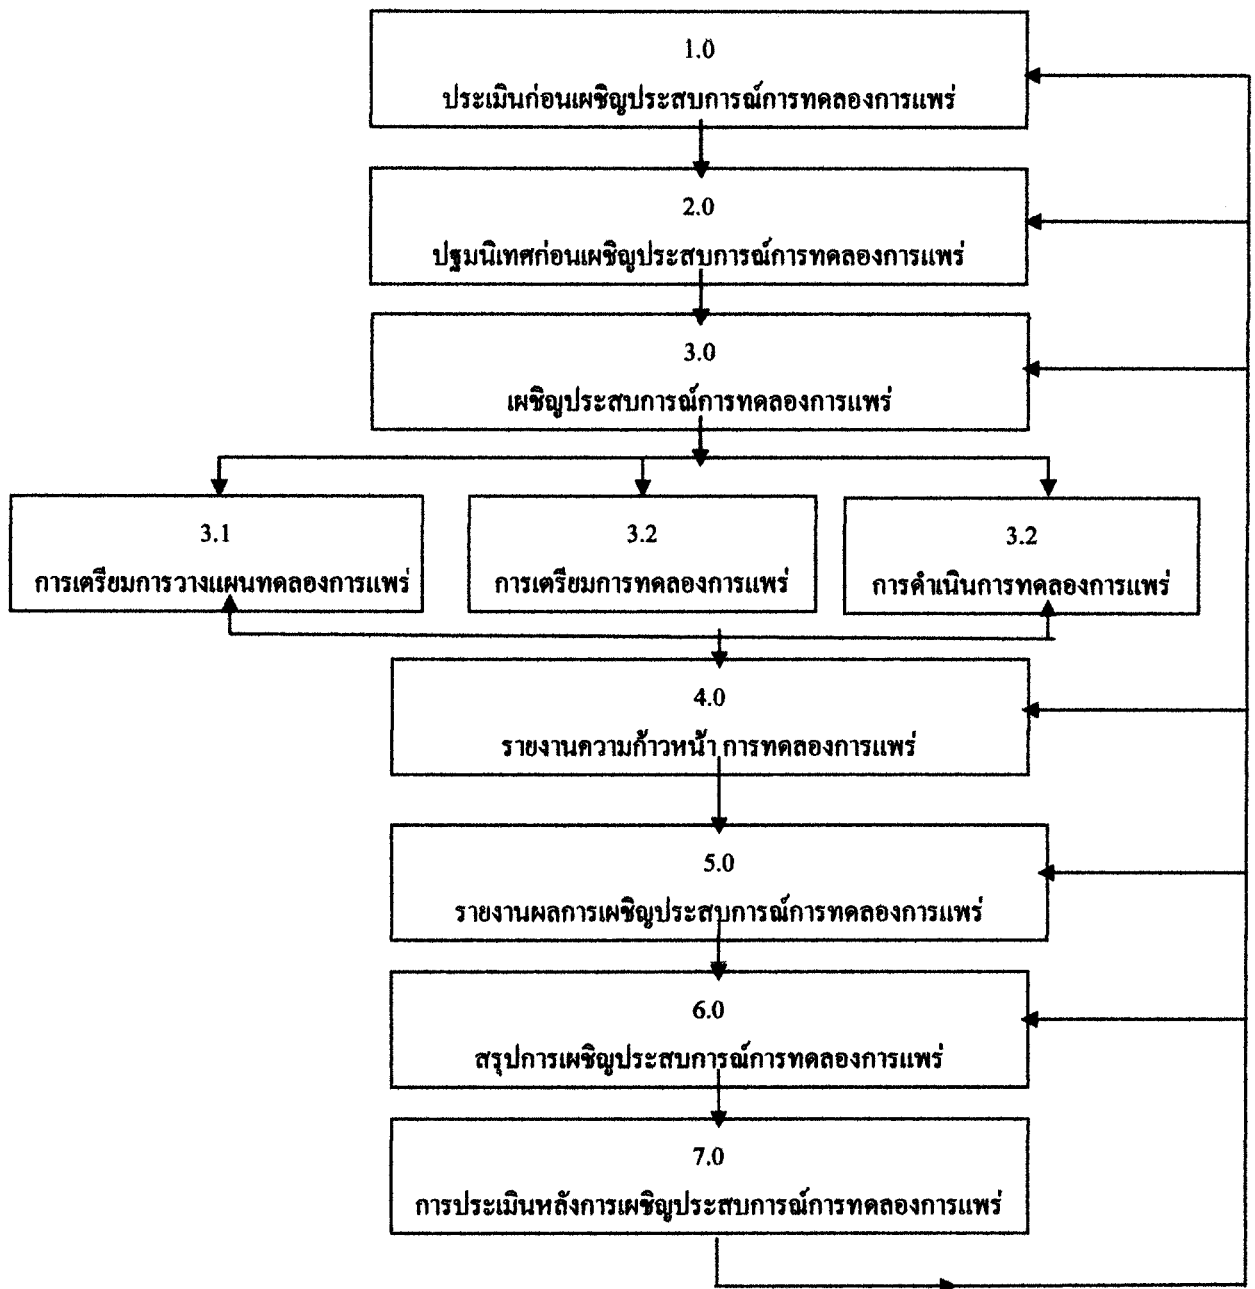 1.0
ประเมินก่อนเผชิญประสบการณ์การทดลองการแพร่
2.0
ปฐมนิเทศก่อนเผชิญประสบการณ์การทดลองการแพร่
3.0
เผชิญประสบการณ์การทดลองการแพร่
3.1
การเตรียมการวางแผนทดลองการแพร่
3.2
การเตรียมการทดลองการแพร่
3.2
การดำเนินการทดลองการแพร่
4.0
รายงานความก้าวหน้า การทดลองการแพร่
5.0
รายงานผลการเผชิญประสบการณ์การทดลองการแพร่
6.0
สรุปการเผชิญประสบการณ์การทดลองการแพร่
7.0
การประเมินหลังการเผชิญประสบการณ์การทดลองการแพร่